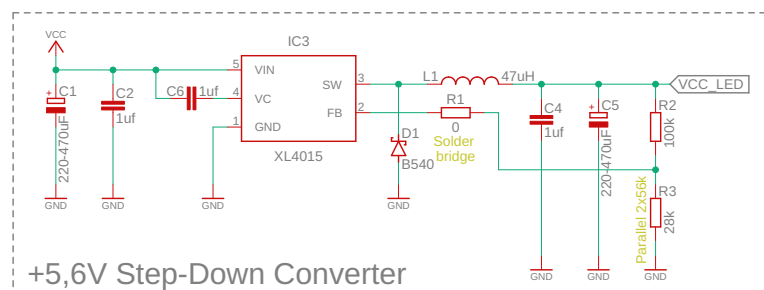 VCC
IC3
C1
220-470uF
C2
1uf
C6
1uf
5
VIN
4
VC
1
GND
SW
3
FB
2
XL4015
L1
47uH
R1
0
Solder
bridge
D1
B540
C4
1uf
C5
220-470uF
VCC_LED
R2
100k
R3
28k
Parallel 2x56k
GND
GND
GND
GND
GND
GND
GND
+5,6V Step-Down Converter